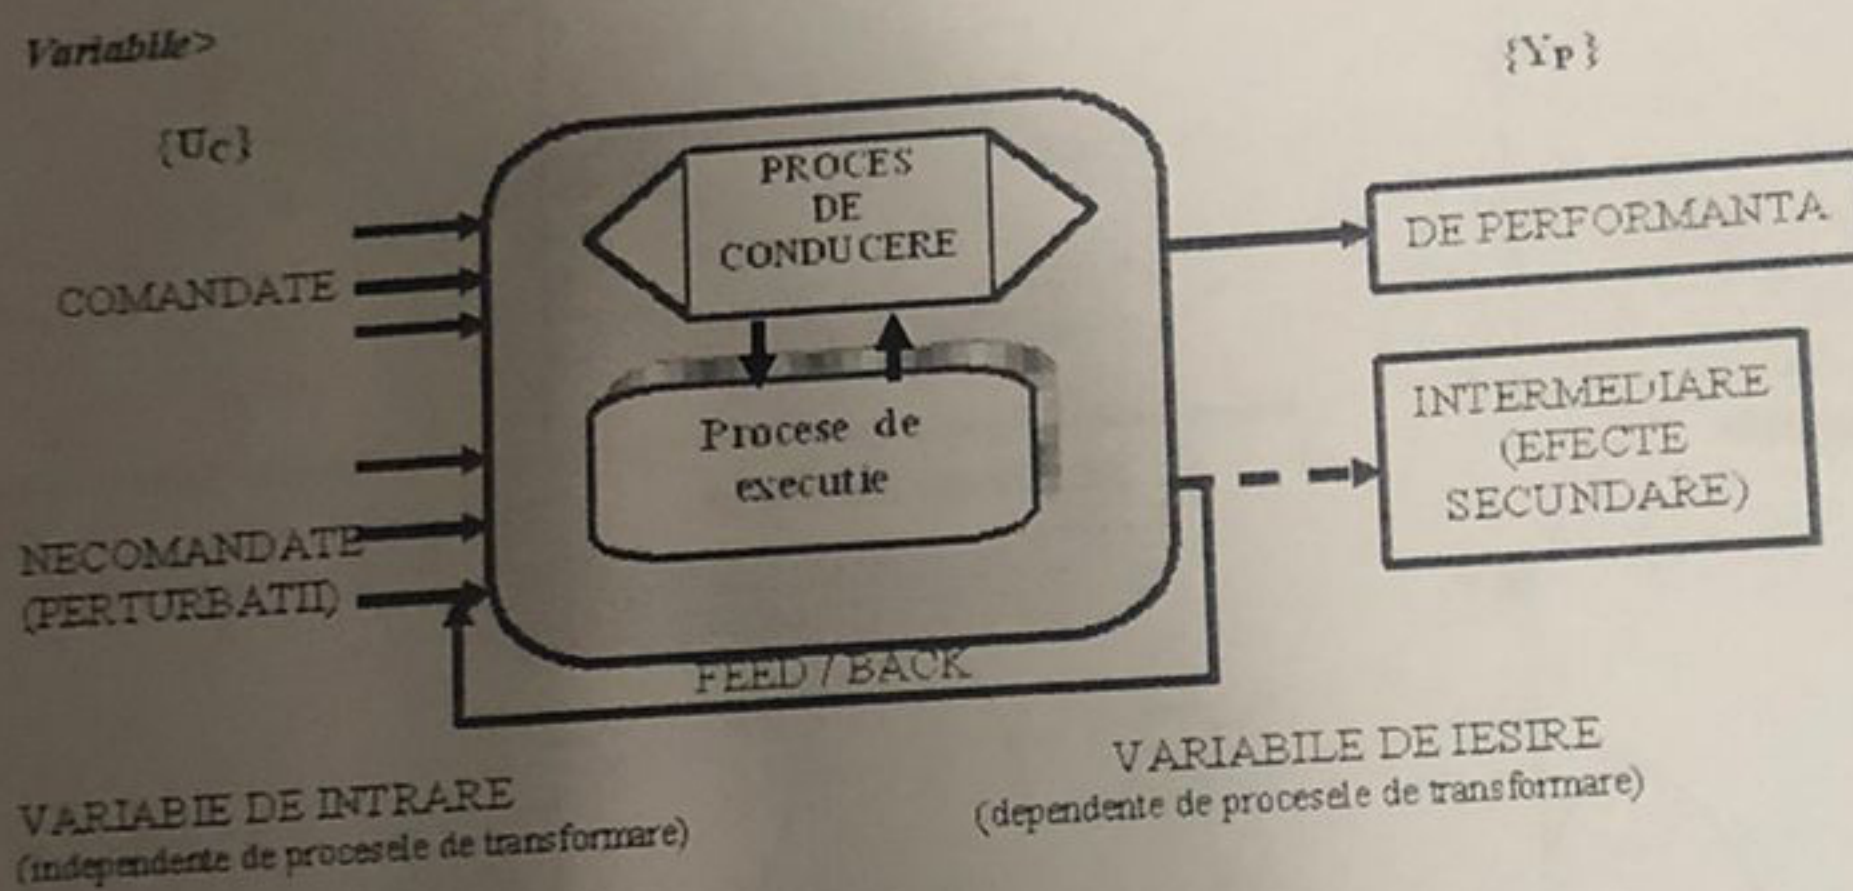 Variabile>
{YP}
{UC}
PROCES
DE
CONDUCERE
DE PERFORMANTA
COMANDATE
INTERMEDIARE
(EFECTE
SECUNDARE)
Procese de
executie
NECOMANDATE
(PERTURBATII)
FEED / BACK
VARIABILE DE IESIRE
(dependente de procesele de transformare)
VARIABIE DE INTRARE
(independente de procesele de transformare)